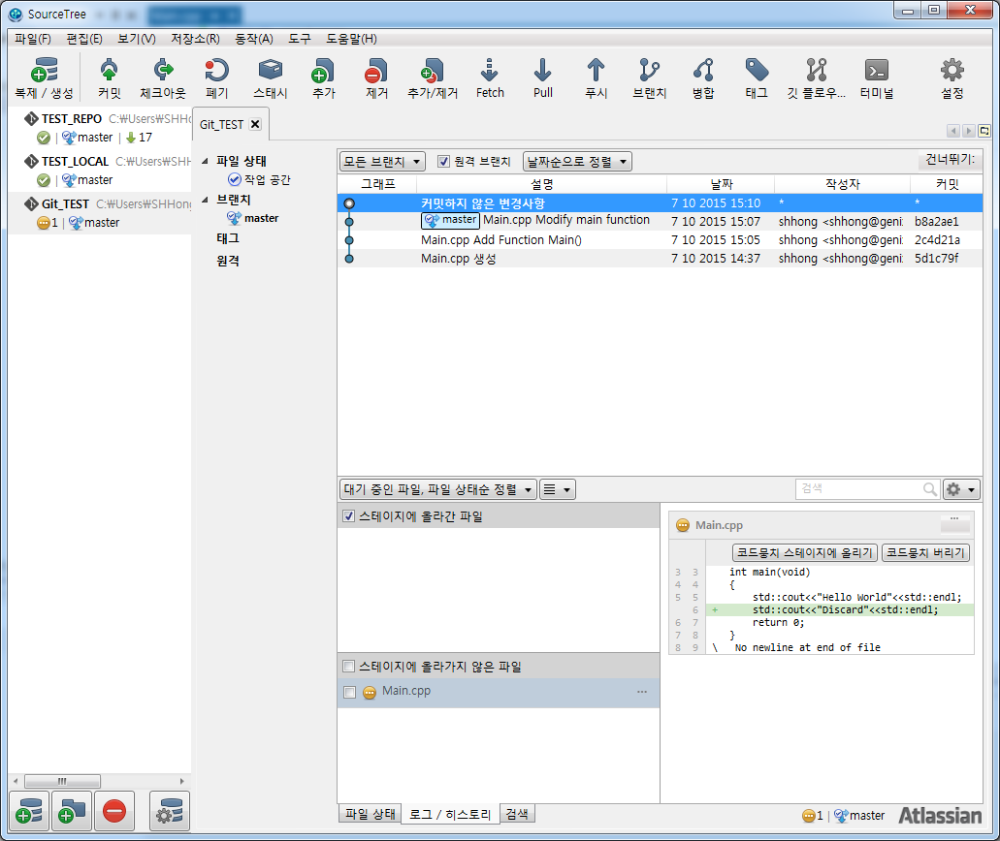 SourceTree
파일(F) 편집(E) 보기(V) 저장소(R) 동작(A) 도구 도움말(H)
복제 / 생성 커밋 체크아웃 폐기 스태시 추가 제거 추가/제거 Fetch Pull 푸시 브랜치 병합 태그 깃 플로우... 터미널 설정
TEST_REPO C:￦Users￦SHHo
master 17
TEST_LOCAL C:￦Users￦SHH
master
Git_TEST C:￦Users￦SHHong
1 master
Git_TEST
파일 상태
작업 공간
브랜치
master
태그
원격
모든 브랜치 원격 브랜치 날짜순으로 정렬 건너뛰기:
그래프 설명 날짜 작성자 커밋
커밋하지 않은 변경사항 7 10 2015 15:10 * *
master Main.cpp Modify main function 7 10 2015 15:07 shhong <shhong@geni: b8a2ae1
Main.cpp Add Function Main() 7 10 2015 15:05 shhong <shhong@geni: 2c4d21a
Main.cpp 생성 7 10 2015 14:37 shhong <shhong@geni: 5d1c79f
대기 중인 파일, 파일 상태순 정렬 검색
스테이지에 올라간 파일
스테이지에 올라가지 않은 파일
Main.cpp ...
Main.cpp ...
코드뭉치 스테이지에 올리기 코드뭉치 버리기
3 3 int main(void)
4 4 {
5 5 std::cout<<"Hello World"<<std::endl;
6 + std::cout<<"Discard"<<std::endl;
6 7 return 0;
7 8 }
8 9 \ No newline at end of file
파일 상태 로그 / 히스토리 검색
1 master Atlassian